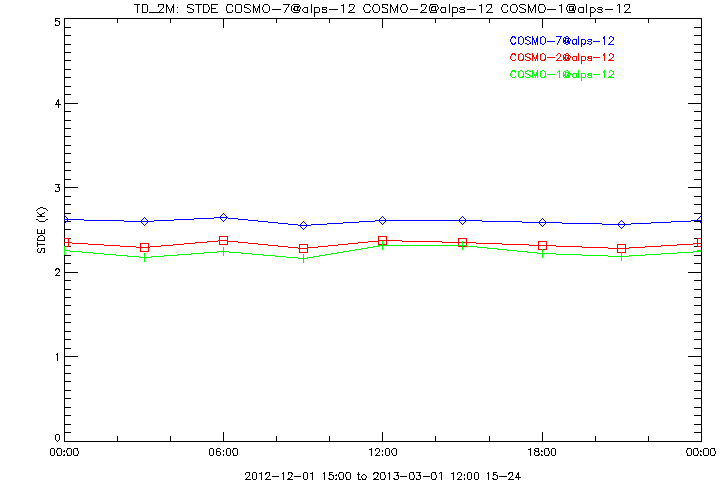 TD_2M: STDE COSMO-7@alps-12 COSMO-2@alps-12 COSMO-1@alps-12
5
COSMO-7@alps-12
COSMO-2@alps-12
COSMO-1@alps-12
4
3
STDE (K)
2
1
0
00:00 06:00 12:00 18:00 00:00
2012-12-01 15:00 to 2013-03-01 12:00 15-24